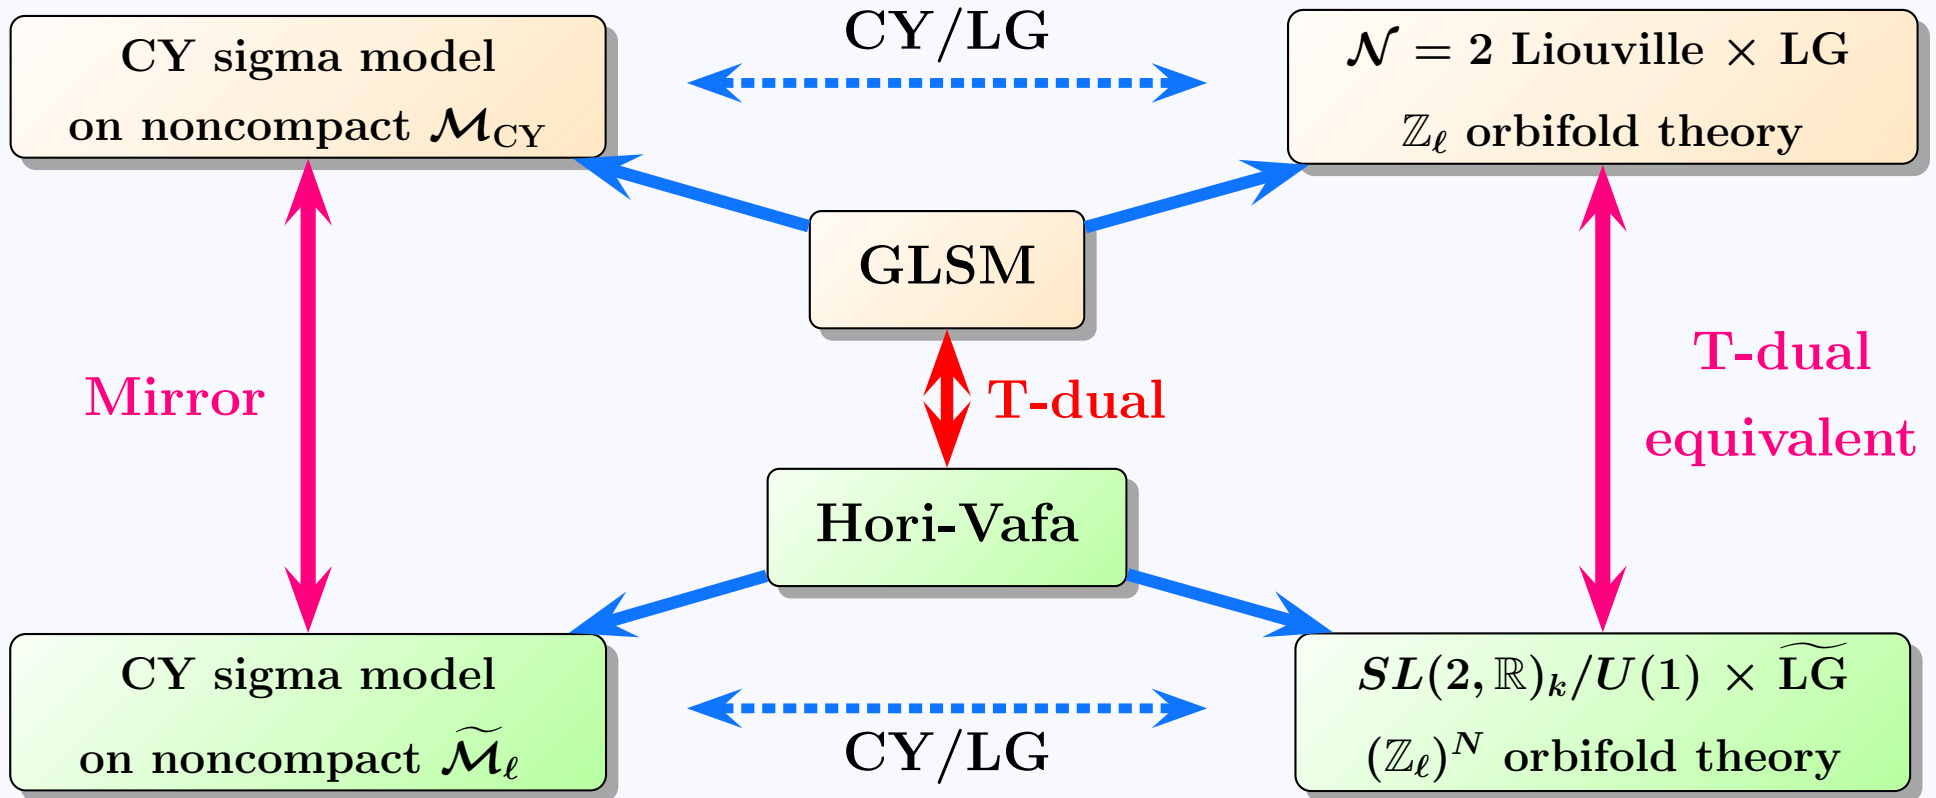 CY sigma model
on noncompact 𝓜_CY
CY/LG
𝓝 = 2 Liouville × LG
ℤ_ℓ orbifold theory
GLSM
Mirror
T-dual
T-dual
equivalent
Hori-Vafa
CY sigma model
on noncompact 𝓜̃_ℓ
CY/LG
SL(2, ℝ)_k/U(1) × L͠G
(ℤ_ℓ)^N orbifold theory